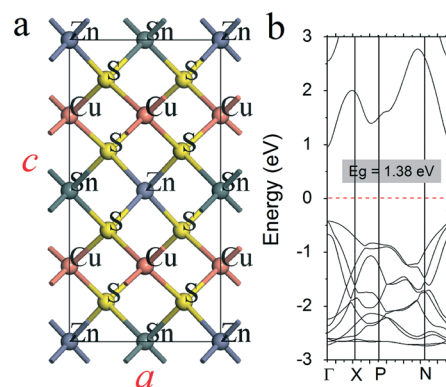 a
Zn Sn Zn
S S
Cu Cu Cu
S S
Sn Zn Sn
S S
Cu Cu Cu
S S
Zn Sn Zn
c
a
b
3
2
1
0
-1
-2
-3
Energy (eV)
Eg = 1.38 eV
Γ X P N